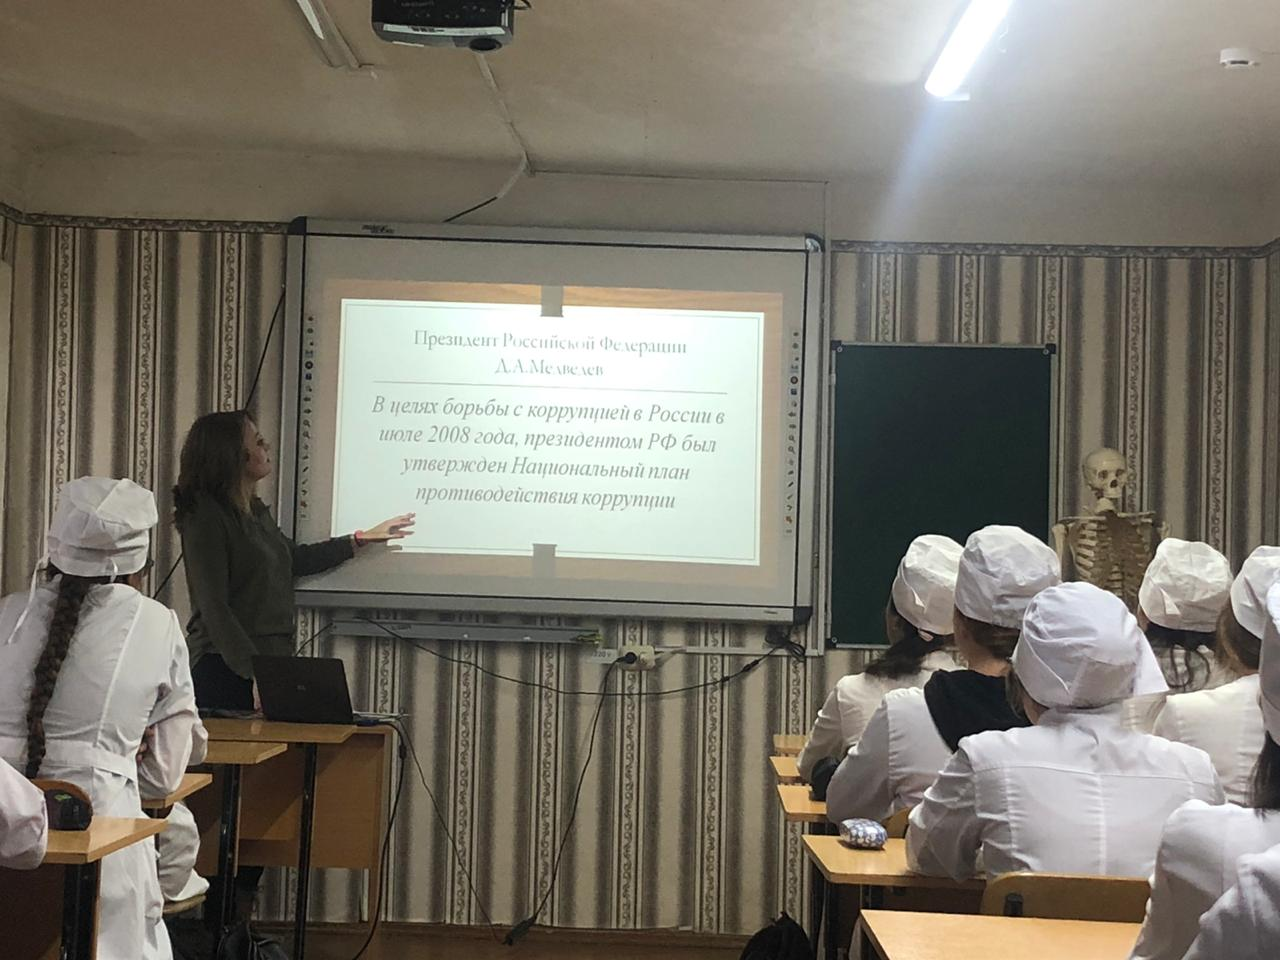 Президент Российской Федерации
Д.А.Медведев
В целях борьбы с коррупцией в России в
июле 2008 года, президентом РФ был
утвержден Национальный план
противодействия коррупции
220 V